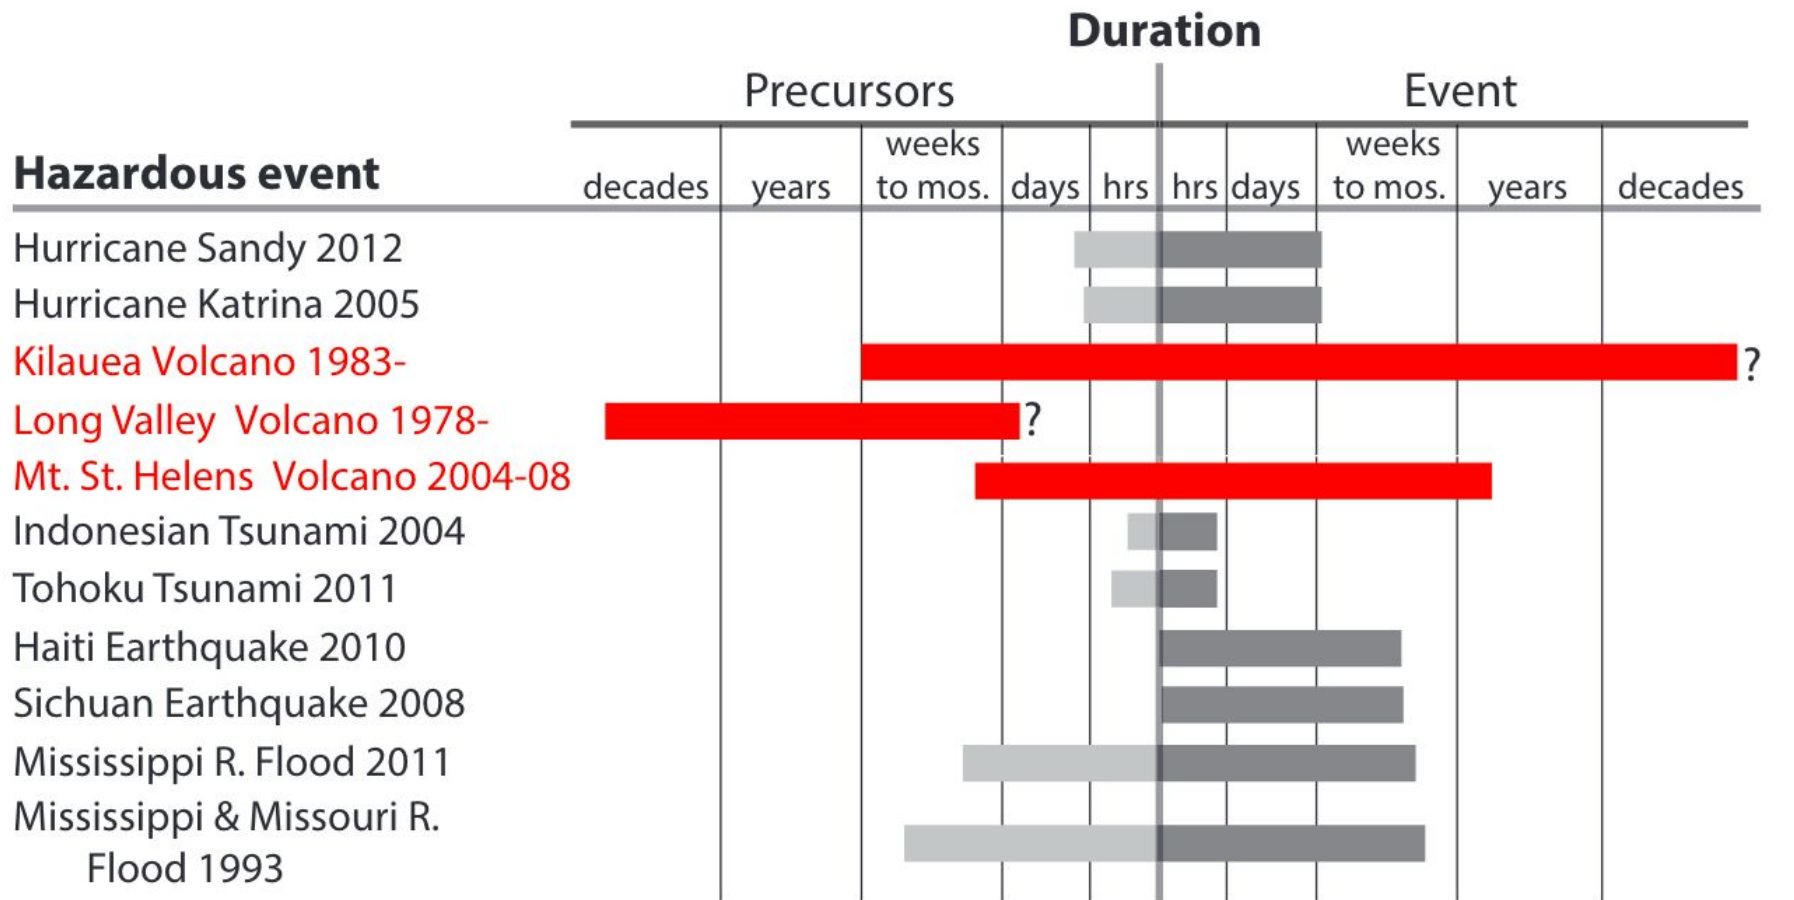 Duration
Precursors Event
Hazardous event
decades years weeks to mos. days hrs hrs days weeks to mos. years decades
Hurricane Sandy 2012
Hurricane Katrina 2005
Kilauea Volcano 1983- ?
Long Valley Volcano 1978- ?
Mt. St. Helens Volcano 2004-08
Indonesian Tsunami 2004
Tohoku Tsunami 2011
Haiti Earthquake 2010
Sichuan Earthquake 2008
Mississippi R. Flood 2011
Mississippi & Missouri R.
Flood 1993